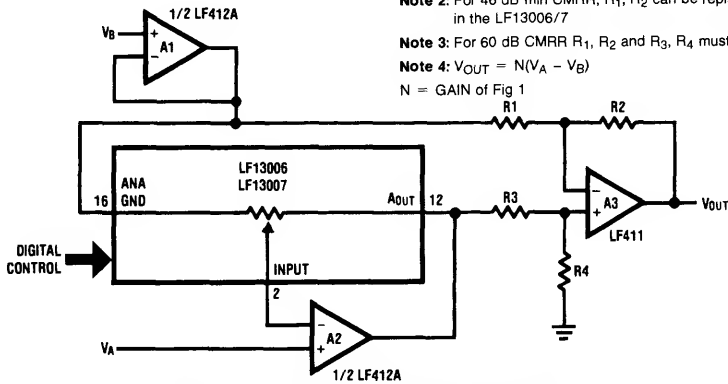 Note 2: For 46 dB min CMRR, R1, R2 can be repl
in the LF13006/7
Note 3: For 60 dB CMRR R1, R2 and R3, R4 must
Note 4: VOUT = N(VA – VB)
N = GAIN of Fig 1
1/2 LF412A
VB
+
A1
−
R1
R2
LF13006
LF13007
ANA
GND
16
AOUT
12
R3
−
A3
+
VOUT
LF411
DIGITAL
CONTROL
INPUT
2
R4
−
A2
+
VA
1/2 LF412A